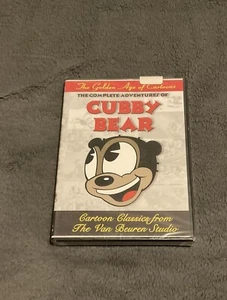 The Golden Age of Cartoons
THE COMPLETE ADVENTURES OF
CUBBY
BEAR
Cartoon Classics from
The Van Beuren Studio